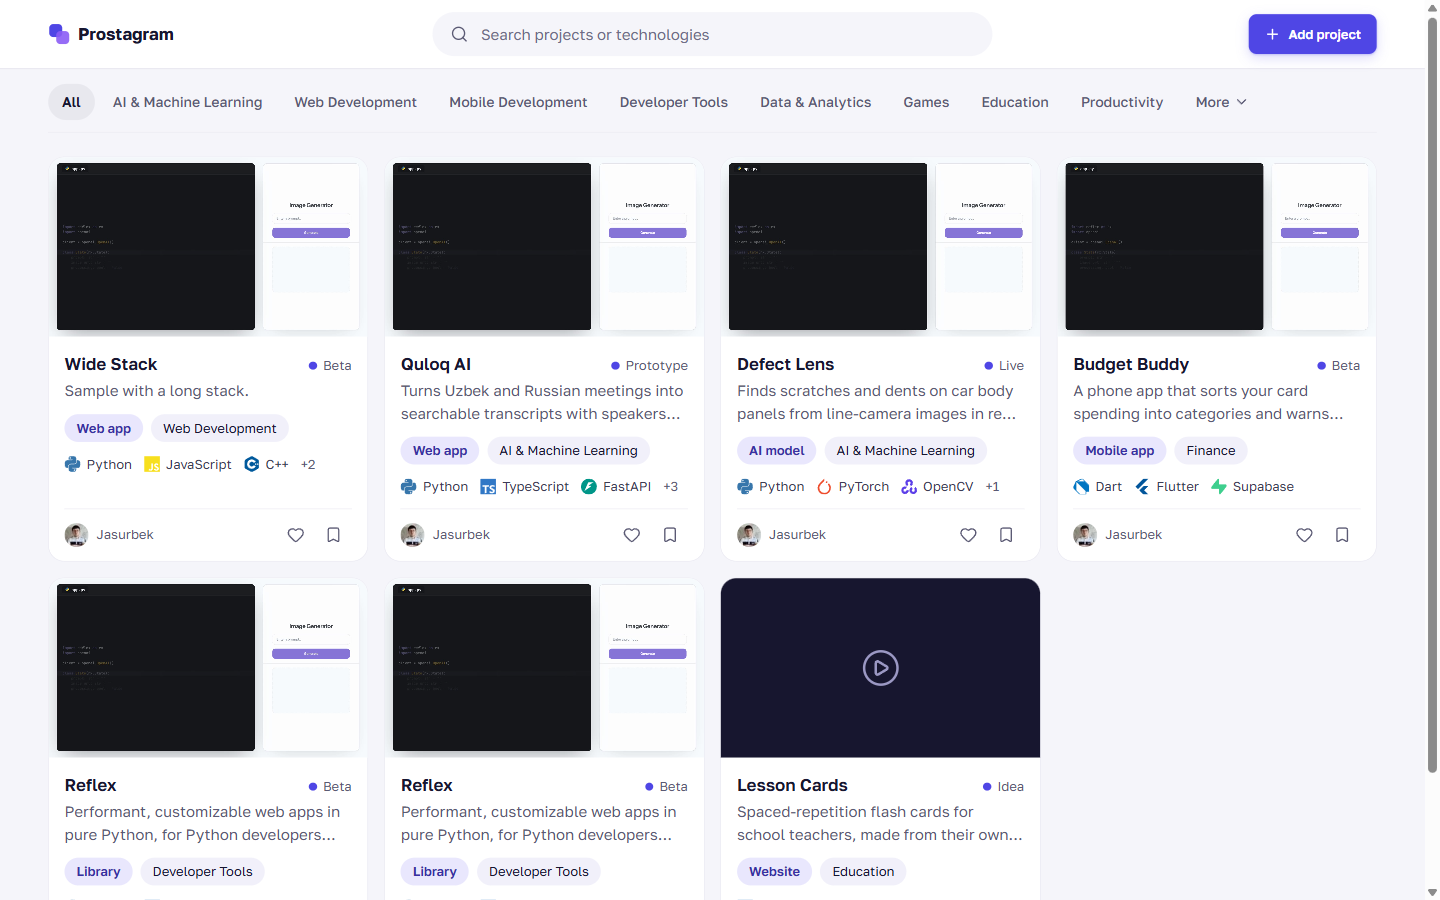 Prostagram
Search projects or technologies
Add project
All
AI & Machine Learning
Web Development
Mobile Development
Developer Tools
Data & Analytics
Games
Education
Productivity
More
Image Generator
Image Generator
Image Generator
Image Generator
Wide Stack
Beta
Sample with a long stack.
Web app
Web Development
Python
JavaScript
C++
+2
Jasurbek
Quloq AI
Prototype
Turns Uzbek and Russian meetings into
searchable transcripts with speakers...
Web app
AI & Machine Learning
Python
TypeScript
FastAPI
+3
Jasurbek
Defect Lens
Live
Finds scratches and dents on car body
panels from line-camera images in re...
AI model
AI & Machine Learning
Python
PyTorch
OpenCV
+1
Jasurbek
Budget Buddy
Beta
A phone app that sorts your card
spending into categories and warns...
Mobile app
Finance
Dart
Flutter
Supabase
Jasurbek
Image Generator
Image Generator
Reflex
Beta
Performant, customizable web apps in
pure Python, for Python developers...
Library
Developer Tools
Reflex
Beta
Performant, customizable web apps in
pure Python, for Python developers...
Library
Developer Tools
Lesson Cards
Idea
Spaced-repetition flash cards for
school teachers, made from their own...
Website
Education